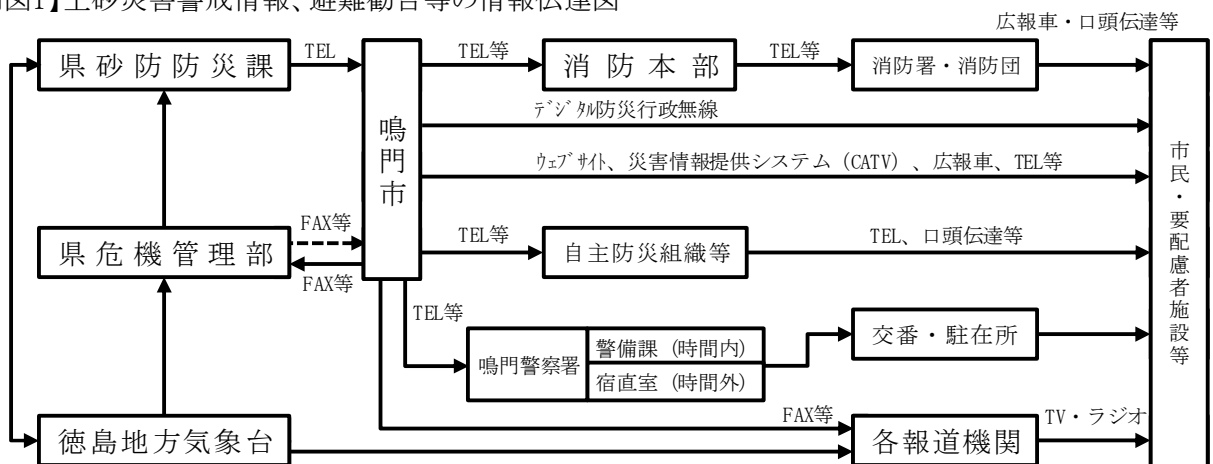 図1】土砂災害警戒情報、避難勧告等の情報伝達図
広報車・口頭伝達等
県砂防防災課
TEL
TEL等
消防本部
TEL等
消防署・消防団
デジタル防災行政無線
鳴門市
ウェブサイト、災害情報提供システム（CATV）、広報車、TEL等
市民・要配慮者施設等
県危機管理部
FAX等
FAX等
TEL等
自主防災組織等
TEL、口頭伝達等
TEL等
鳴門警察署
警備課（時間内）
宿直室（時間外）
交番・駐在所
徳島地方気象台
FAX等
各報道機関
TV・ラジオ